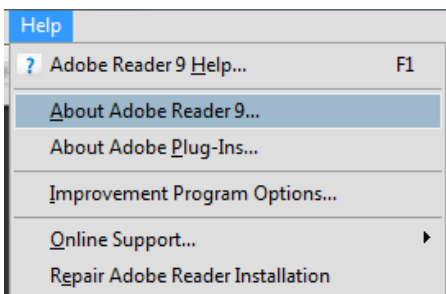 Help
Adobe Reader 9 Help... F1
About Adobe Reader 9...
About Adobe Plug-Ins...
Improvement Program Options...
Online Support...
Repair Adobe Reader Installation